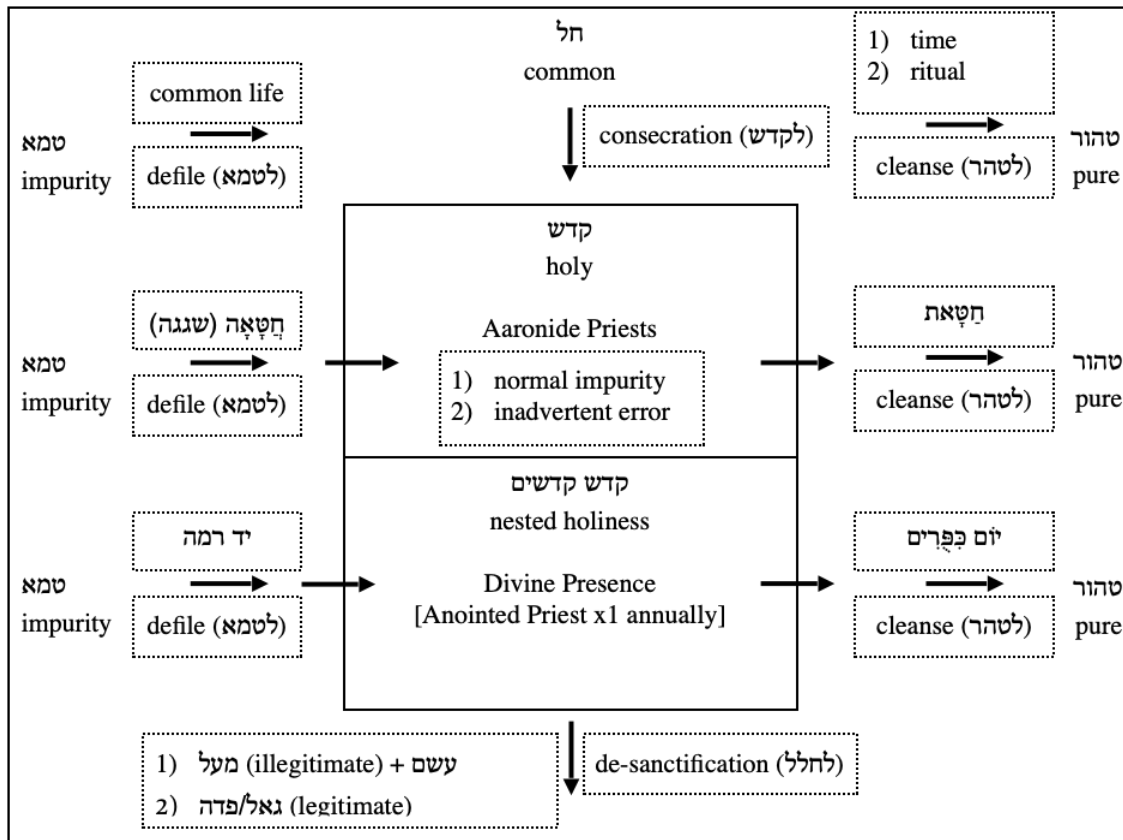 חל
common
1) time
2) ritual
common life
consecration (לקדש)
טמא
impurity
defile (לטמא)
cleanse (לטהר)
טהור
pure
קדש
holy
חֲטָּאָה (שגגה)
Aaronide Priests
חַטָּאת
טמא
impurity
defile (לטמא)
1) normal impurity
2) inadvertent error
cleanse (לטהר)
טהור
pure
קדש קדשים
nested holiness
יד רמה
יוֹם כִּפֻּרִים
טמא
impurity
defile (לטמא)
Divine Presence
[Anointed Priest x1 annually]
cleanse (לטהר)
טהור
pure
1) מעל (illegitimate) + עשם
2) גאל/פדה (legitimate)
de-sanctification (לחלל)